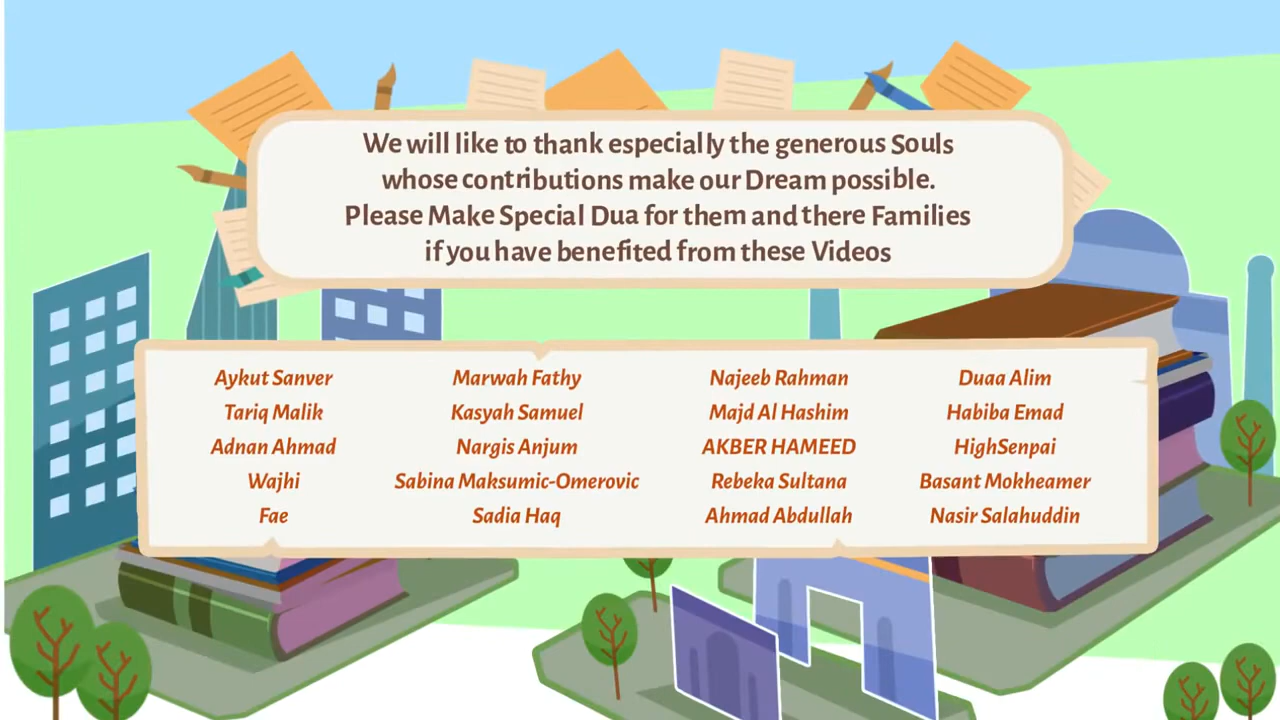 We will like to thank especially the generous Souls
whose contributions make our Dream possible.
Please Make Special Dua for them and there Families
if you have benefited from these Videos
Aykut Sanver Marwah Fathy Najeeb Rahman Duaa Alim
Tariq Malik Kasyah Samuel Majd Al Hashim Habiba Emad
Adnan Ahmad Nargis Anjum AKBER HAMEED HighSenpai
Wajhi Sabina Maksumic-Omerovic Rebeka Sultana Basant Mokheamer
Fae Sadia Haq Ahmad Abdullah Nasir Salahuddin